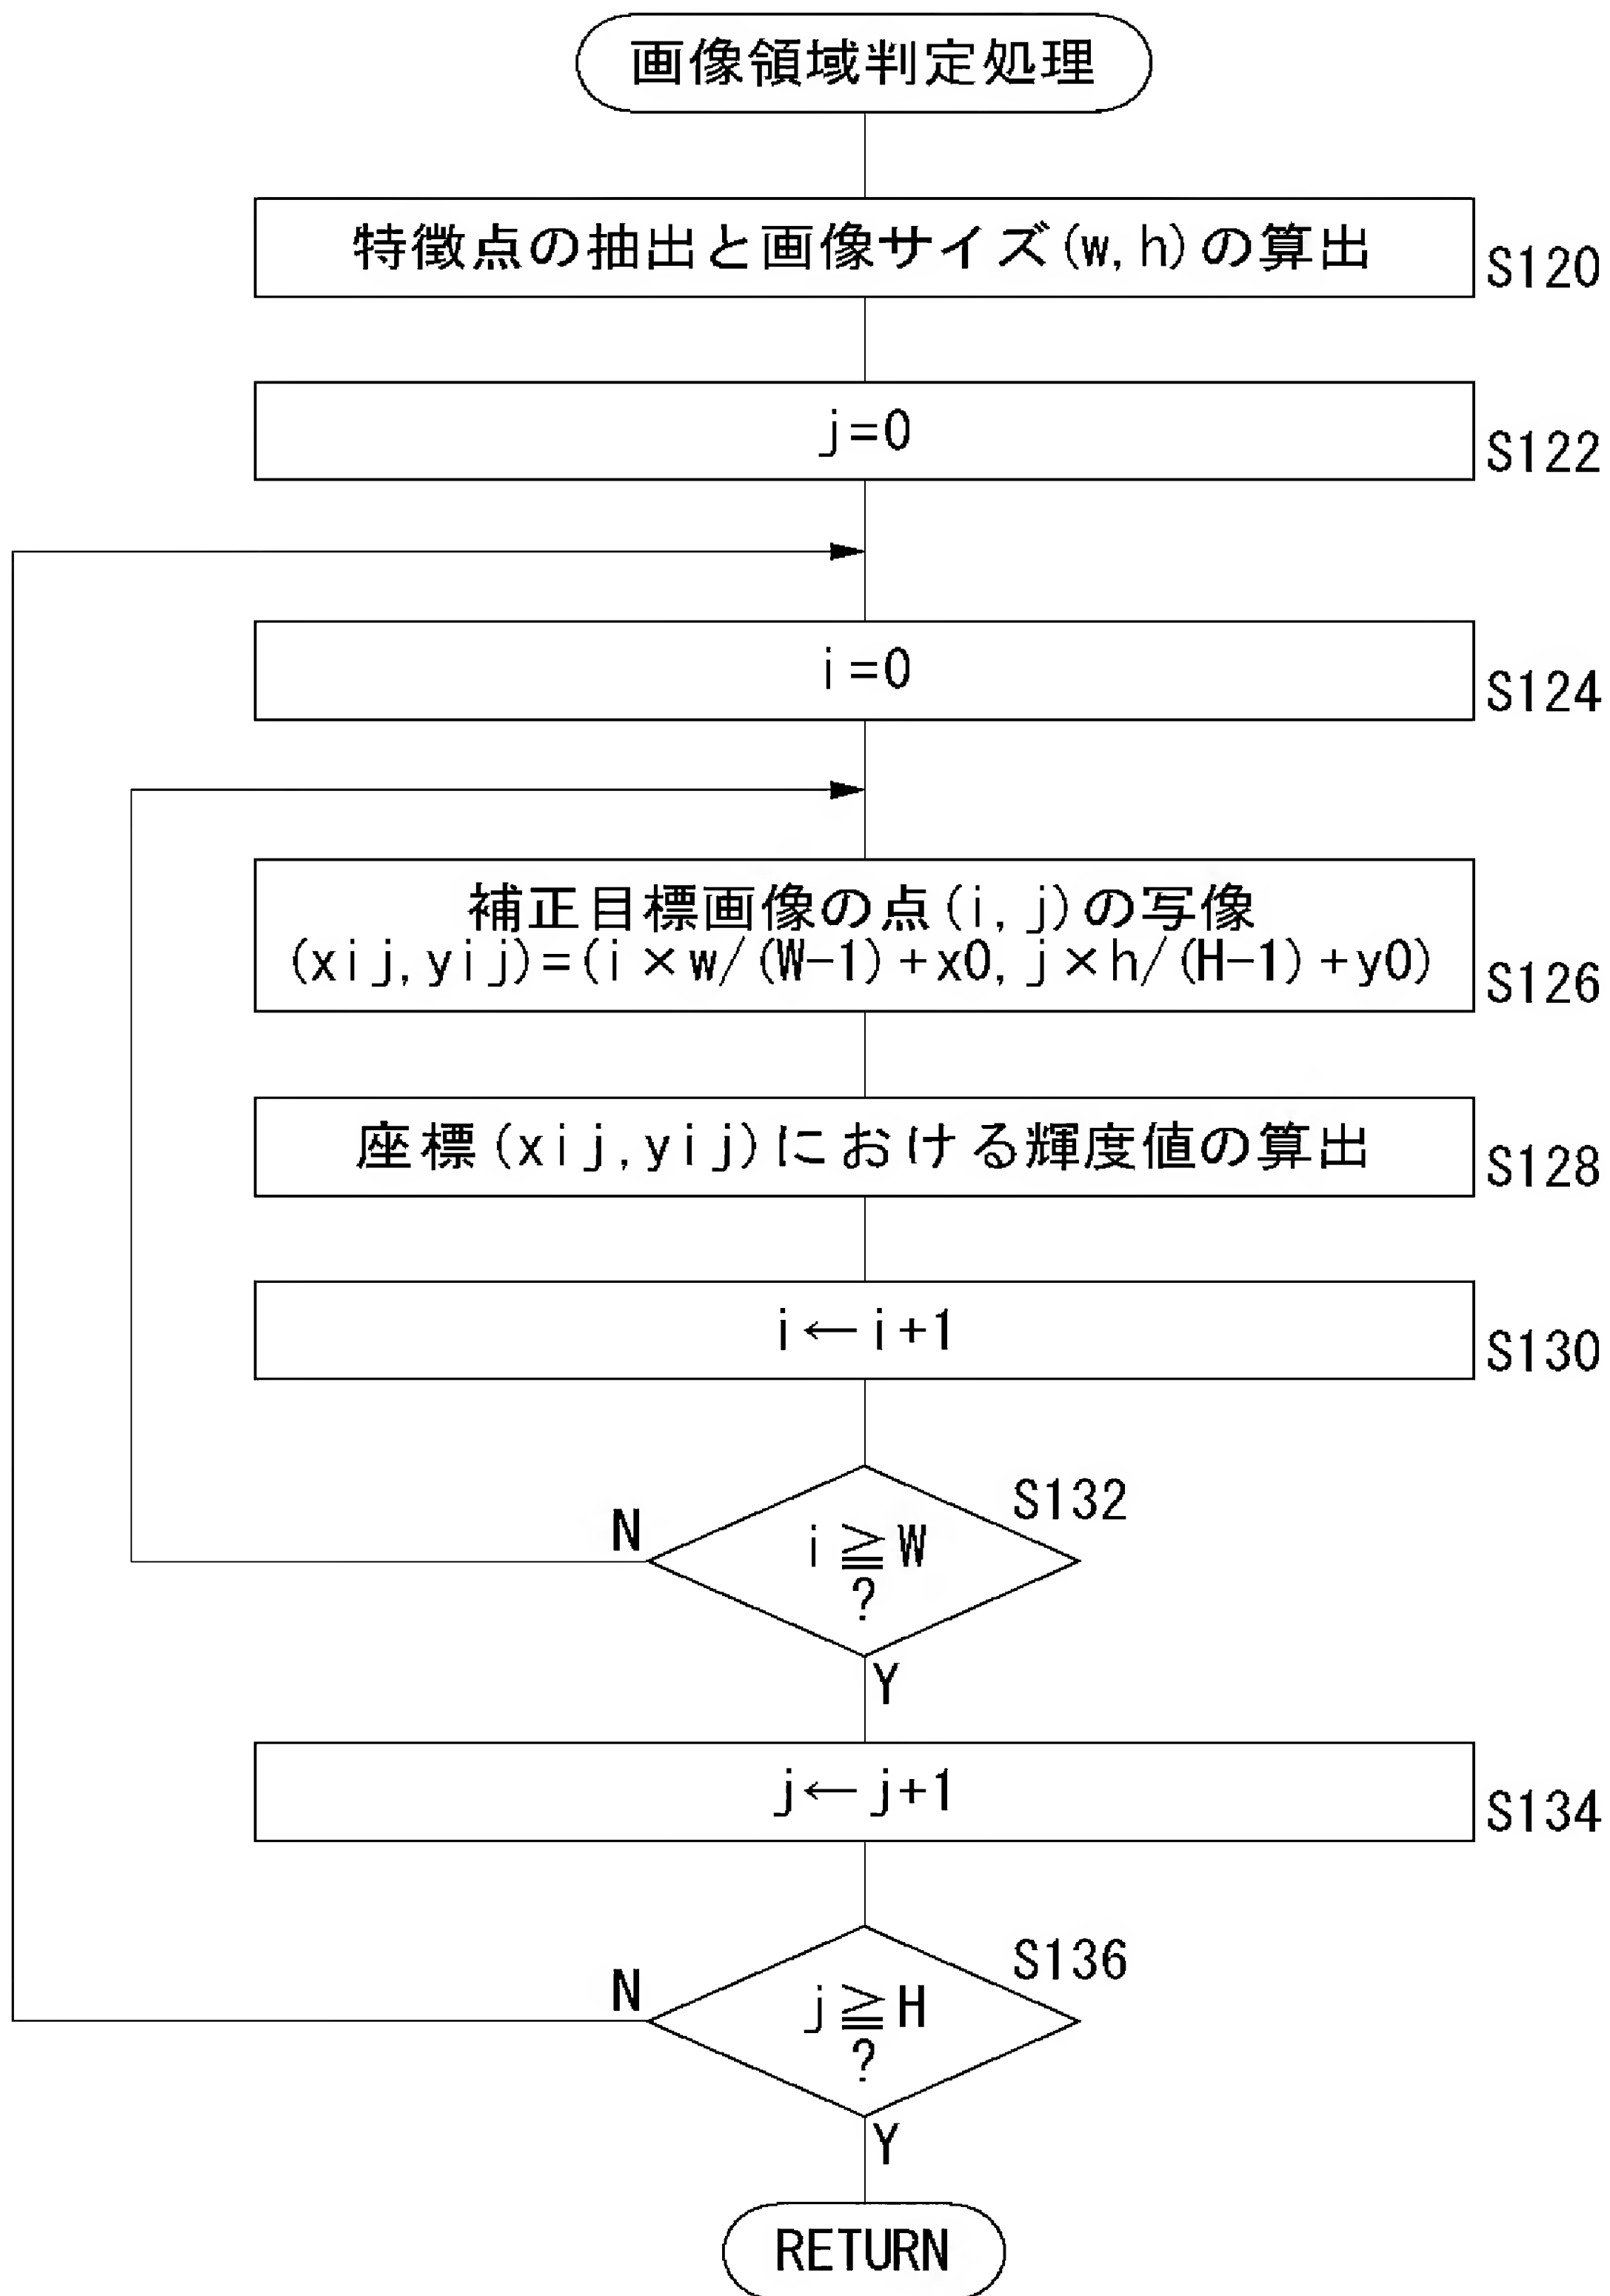 画像領域判定処理
特徴点の抽出と画像サイズ(w,h)の算出
S120
j=0
S122
i=0
S124
補正目標画像の点(i,j)の写像
(xij,yij)=(i×w/(W-1)+x0,j×h/(H-1)+y0)
S126
座標(xij,yij)における輝度値の算出
S128
i←i+1
S130
S132
N
i≧W
?
Y
j←j+1
S134
S136
N
j≧H
?
Y
RETURN